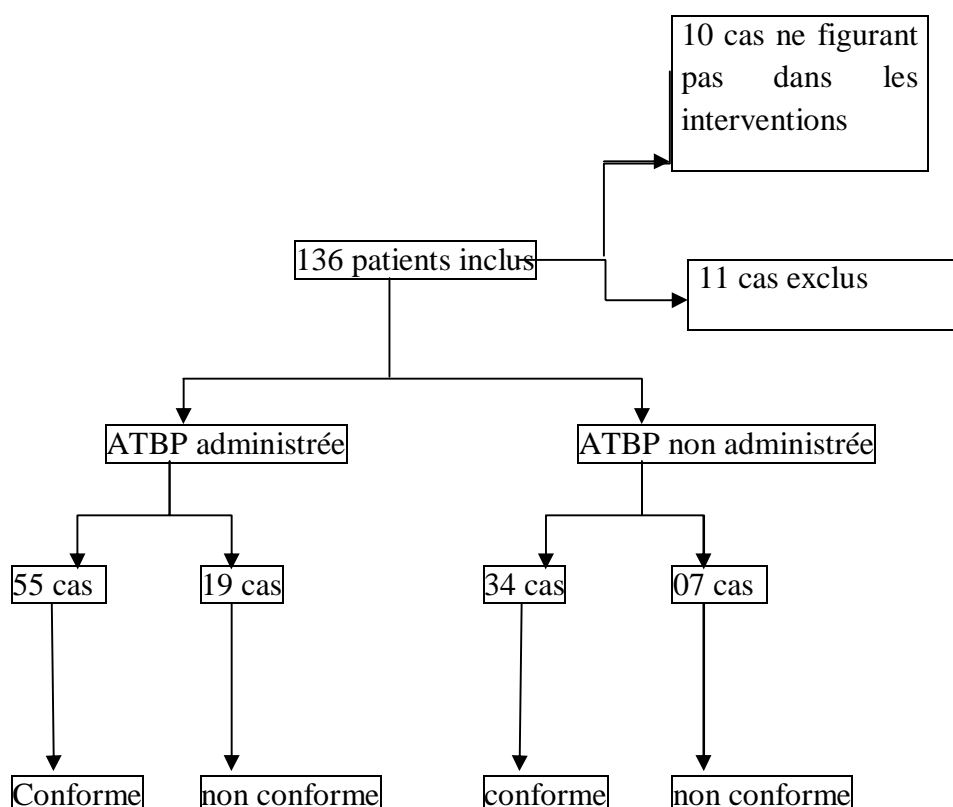 10 cas ne figurant
pas dans les
interventions
136 patients inclus
11 cas exclus
ATBP administrée
ATBP non administrée
55 cas
19 cas
34 cas
07 cas
Conforme
non conforme
conforme
non conforme